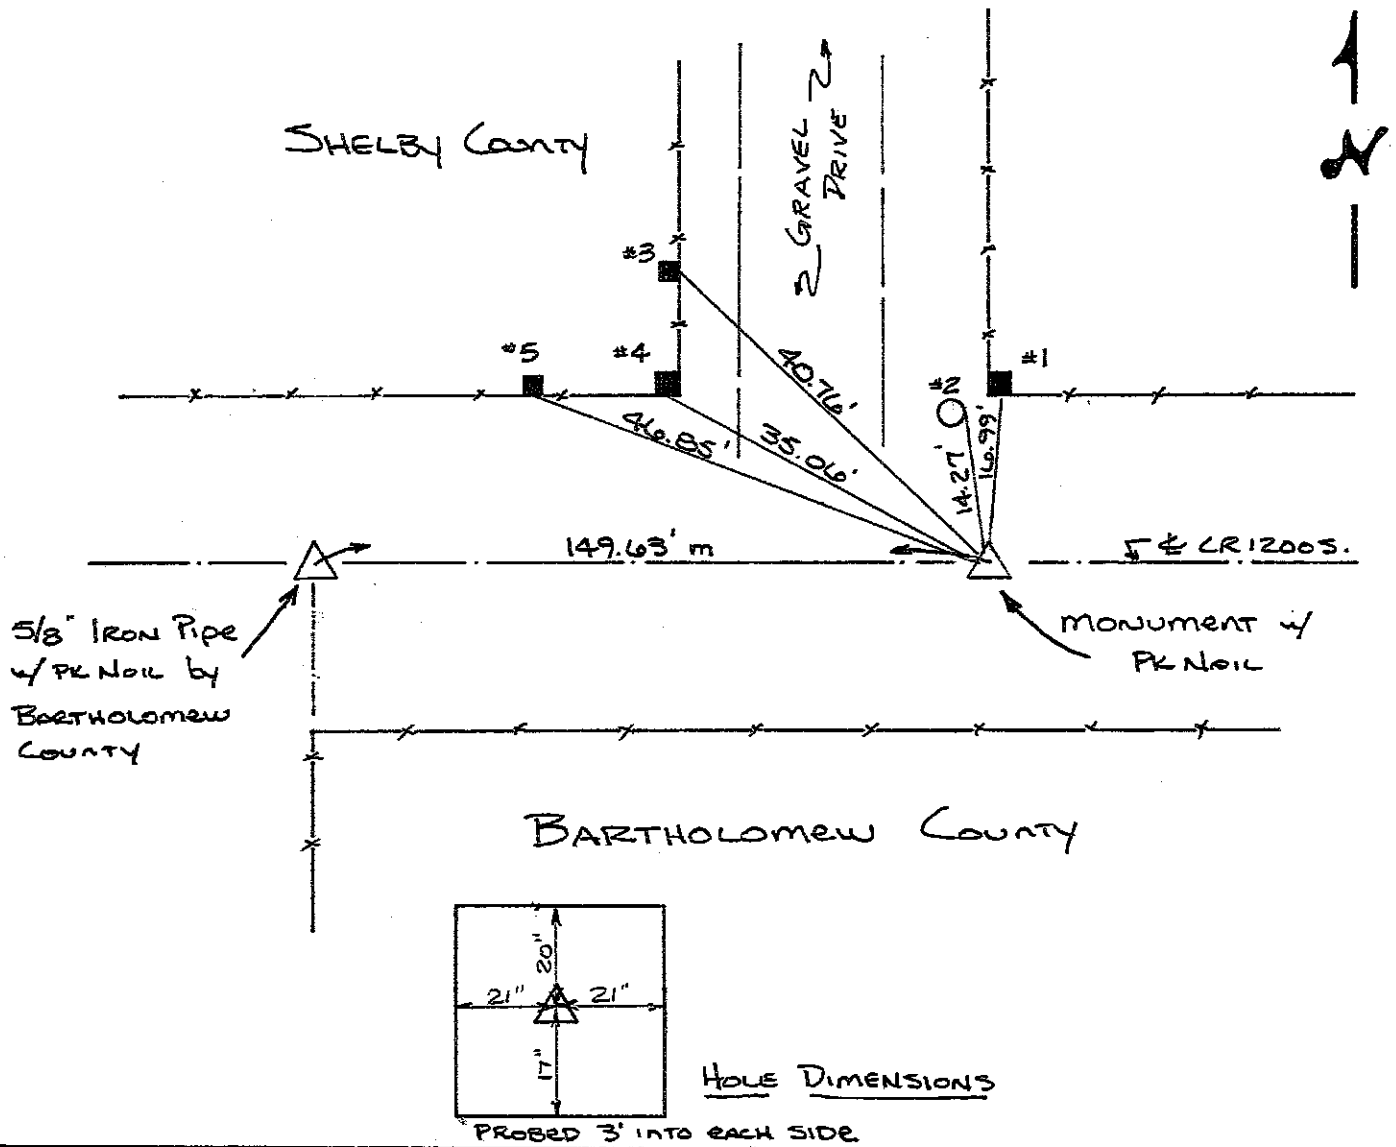 SHELBY COUNTY
GRAVEL
DRIVE
N
#3
#5
#4
#2
#1
40.76'
46.85'
35.06'
14.27'
16.99'
149.63' m
℄ CR 1200 S.
5/8" IRON PIPE
w/ PK NAIL by
BARTHOLOMEW
COUNTY
MONUMENT w/
PK NAIL
BARTHOLOMEW COUNTY
20"
21" 21"
17"
HOLE DIMENSIONS
PROBED 3' INTO EACH SIDE